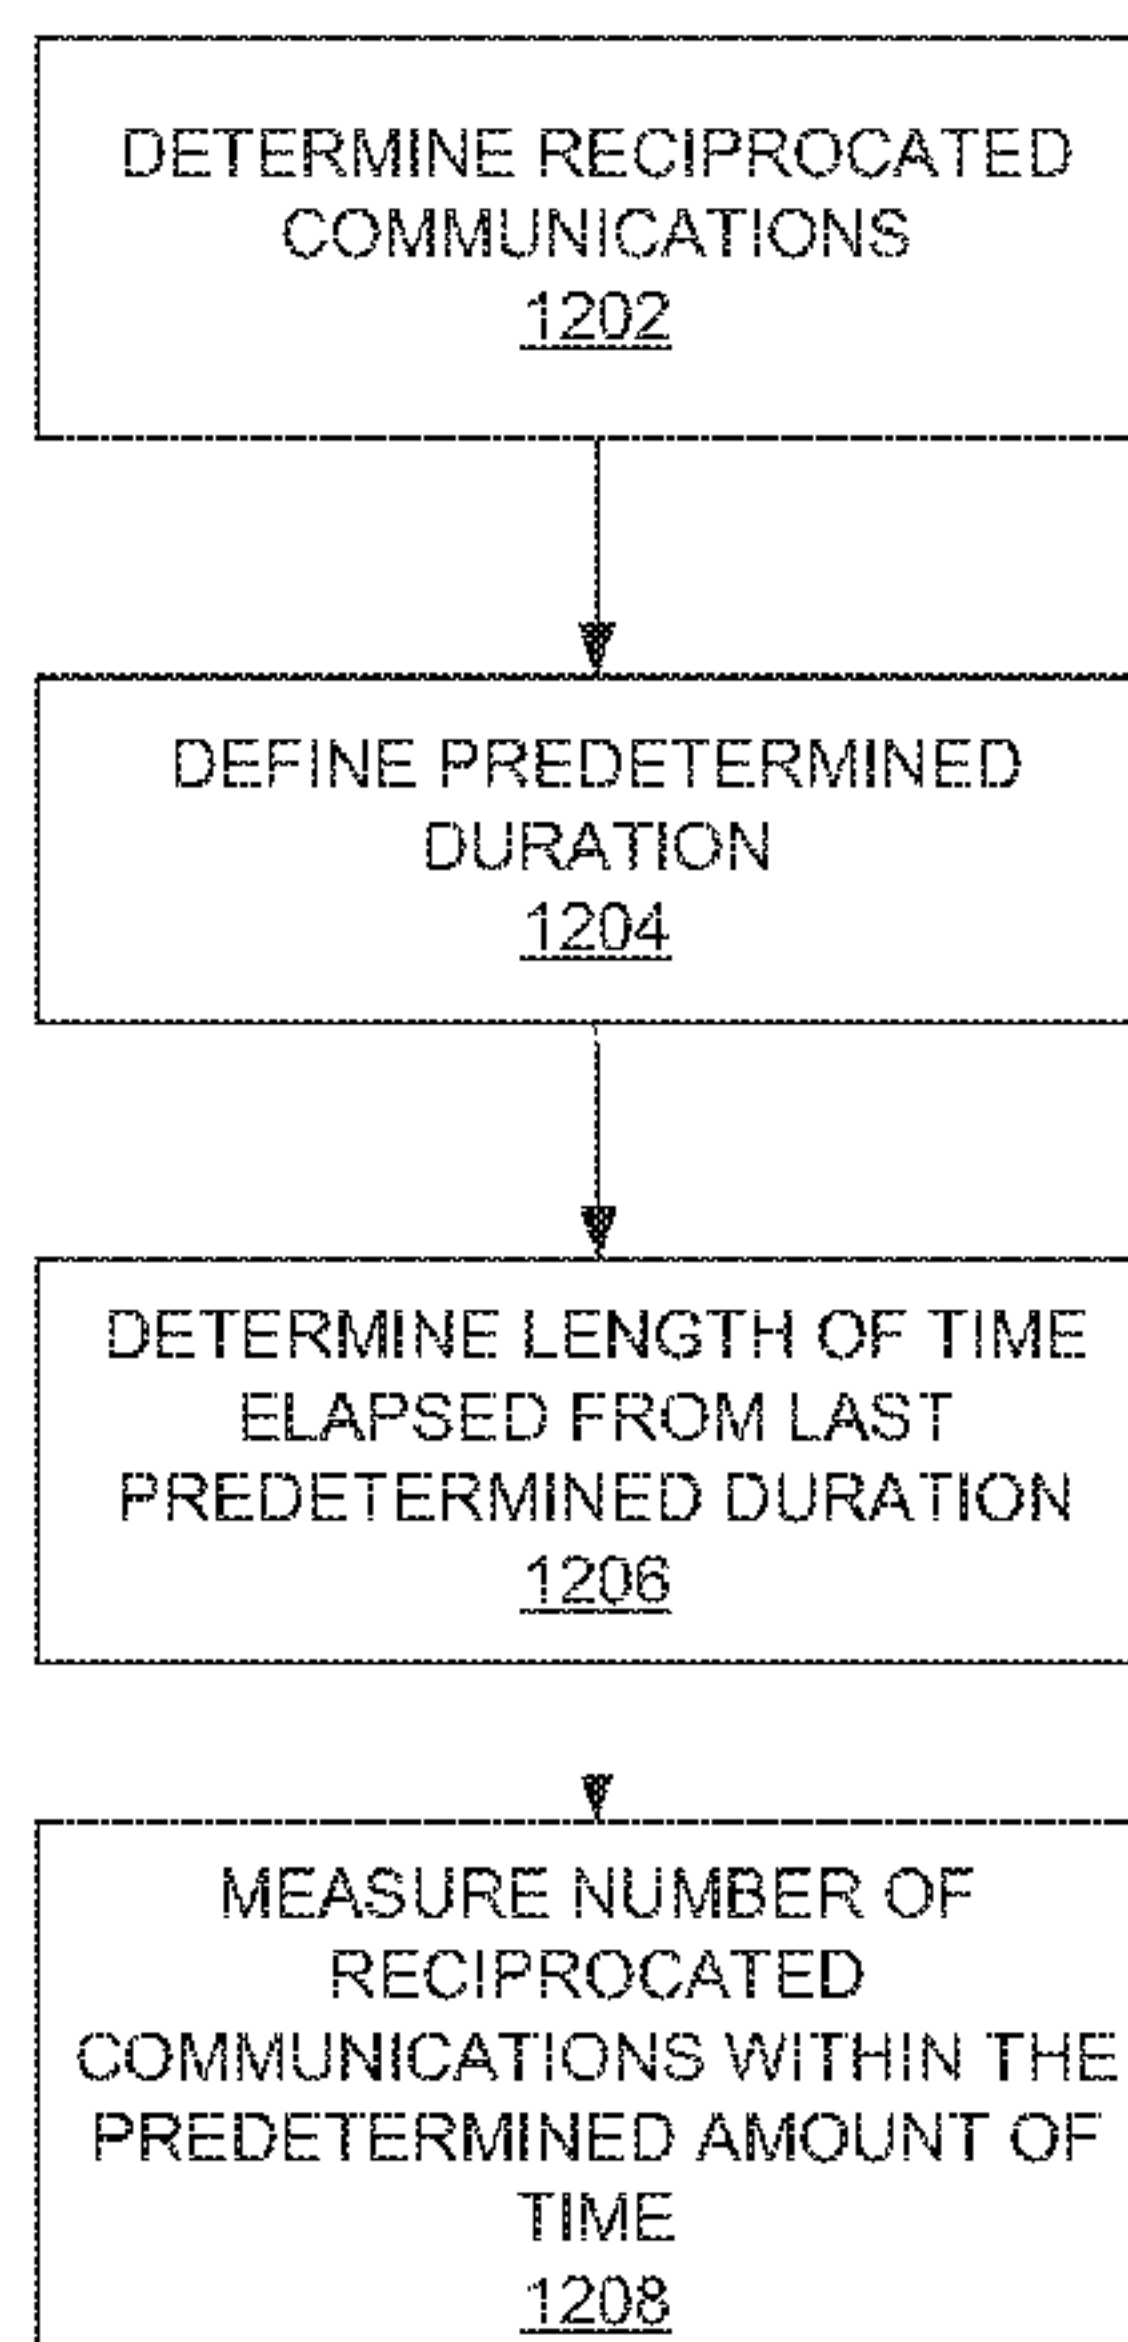 DETERMINE RECIPROCATED
COMMUNICATIONS
1202
DEFINE PREDETERMINED
DURATION
1204
DETERMINE LENGTH OF TIME
ELAPSED FROM LAST
PREDETERMINED DURATION
1206
MEASURE NUMBER OF
RECIPROCATED
COMMUNICATIONS WITHIN THE
PREDETERMINED AMOUNT OF
TIME
1208